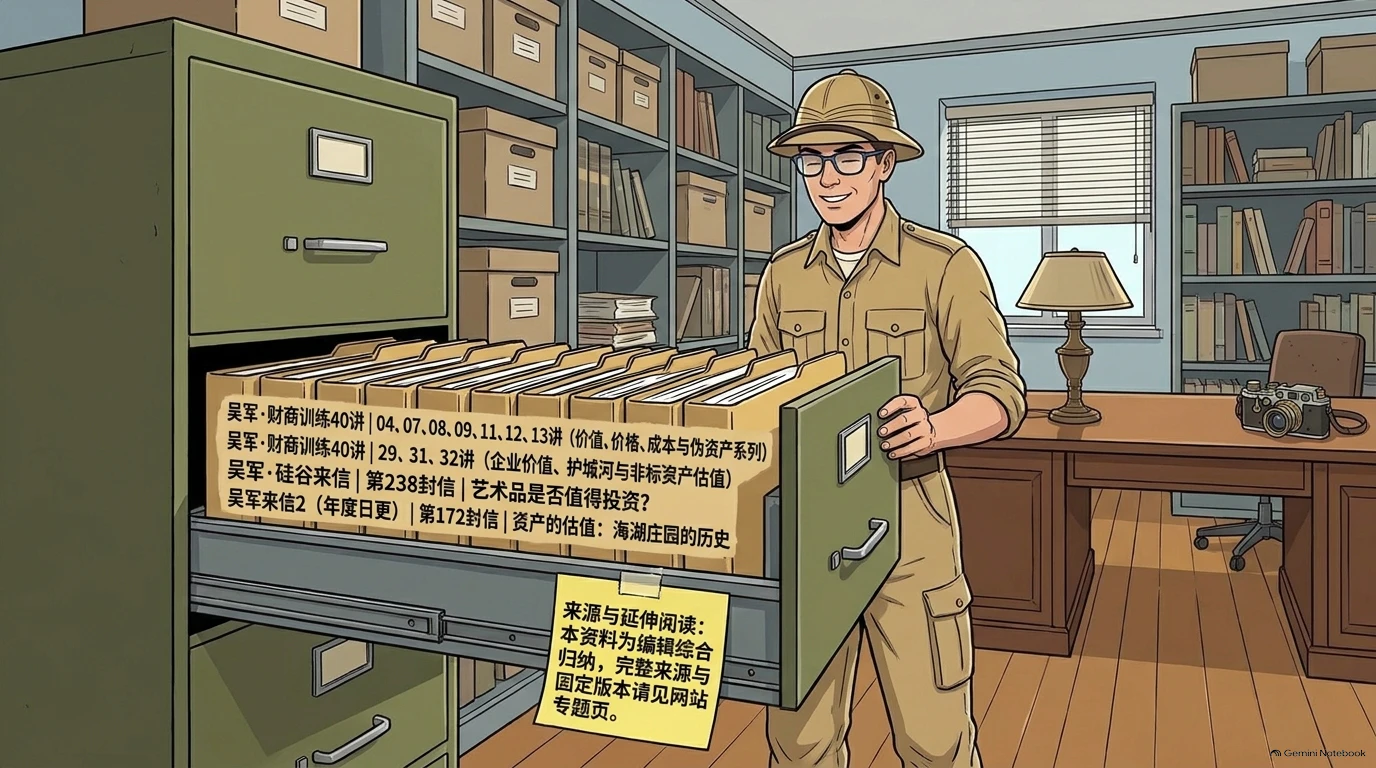 吴军·财商训练40讲 | 04、07、08、09、11、12、13讲（价值、价格、成本与伪资产系列）
吴军·财商训练40讲 | 29、31、32讲（企业价值、护城河与非标资产估值）
吴军·硅谷来信 | 第238封信 | 艺术品是否值得投资？
吴军来信2（年度日更）| 第172封信 | 资产的估值：海湖庄园的历史
来源与延伸阅读：
本资料为编辑综合
归纳，完整来源与
固定版本请见网站
专题页。
Gemini Notebook